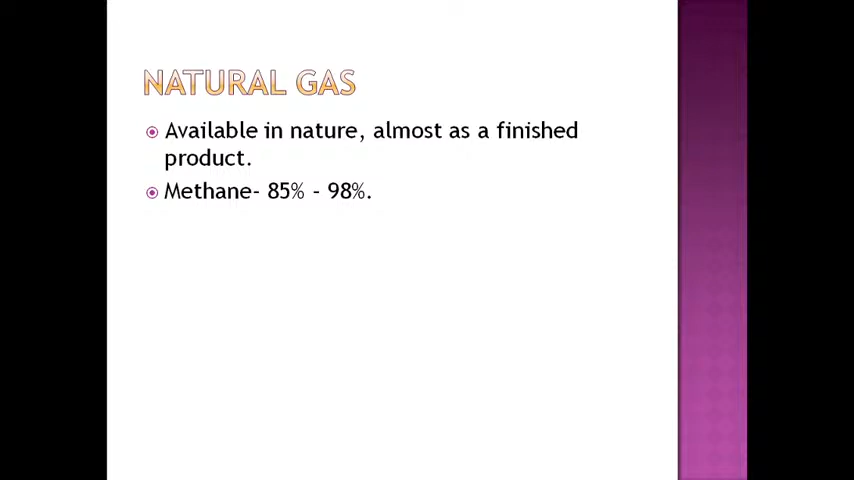 NATURAL GAS
Available in nature, almost as a finished
product.
Methane- 85% - 98%.